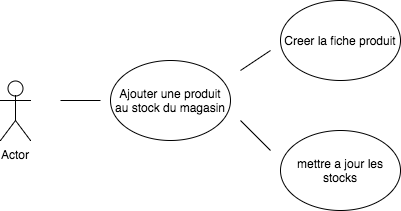 Creer la fiche produit
Ajouter une produit
au stock du magasin
Actor
mettre a jour les
stocks